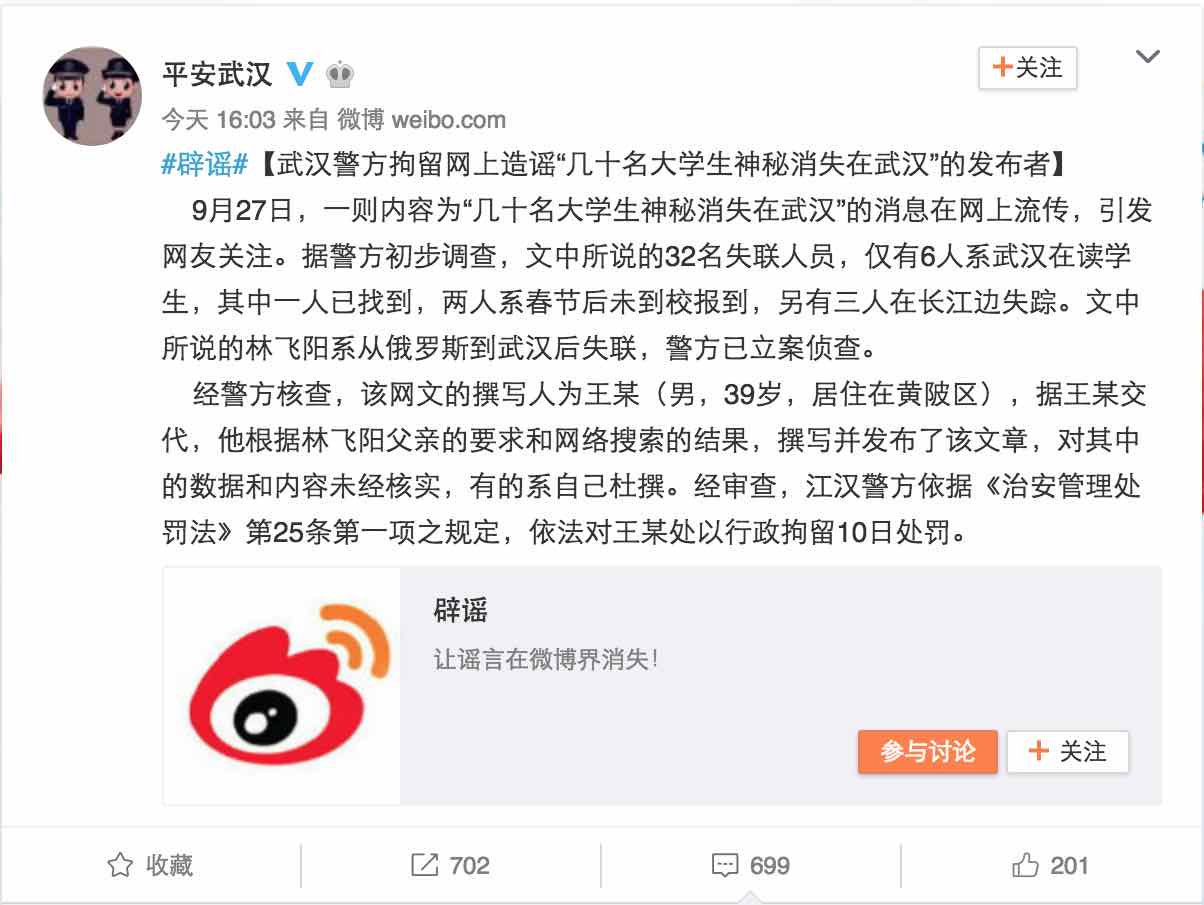 平安武汉
+关注
今天 16:03 来自 微博 weibo.com
#辟谣#【武汉警方拘留网上造谣“几十名大学生神秘消失在武汉”的发布者】
9月27日，一则内容为“几十名大学生神秘消失在武汉”的消息在网上流传，引发
网友关注。据警方初步调查，文中所说的32名失联人员，仅有6人系武汉在读学
生，其中一人已找到，两人系春节后未到校报到，另有三人在长江边失踪。文中
所说的林飞阳系从俄罗斯到武汉后失联，警方已立案侦查。
经警方核查，该网文的撰写人为王某（男，39岁，居住在黄陂区），据王某交
代，他根据林飞阳父亲的要求和网络搜索的结果，撰写并发布了该文章，对其中
的数据和内容未经核实，有的系自己杜撰。经审查，江汉警方依据《治安管理处
罚法》第25条第一项之规定，依法对王某处以行政拘留10日处罚。
辟谣
让谣言在微博界消失！
参与讨论
+ 关注
收藏
702
699
201